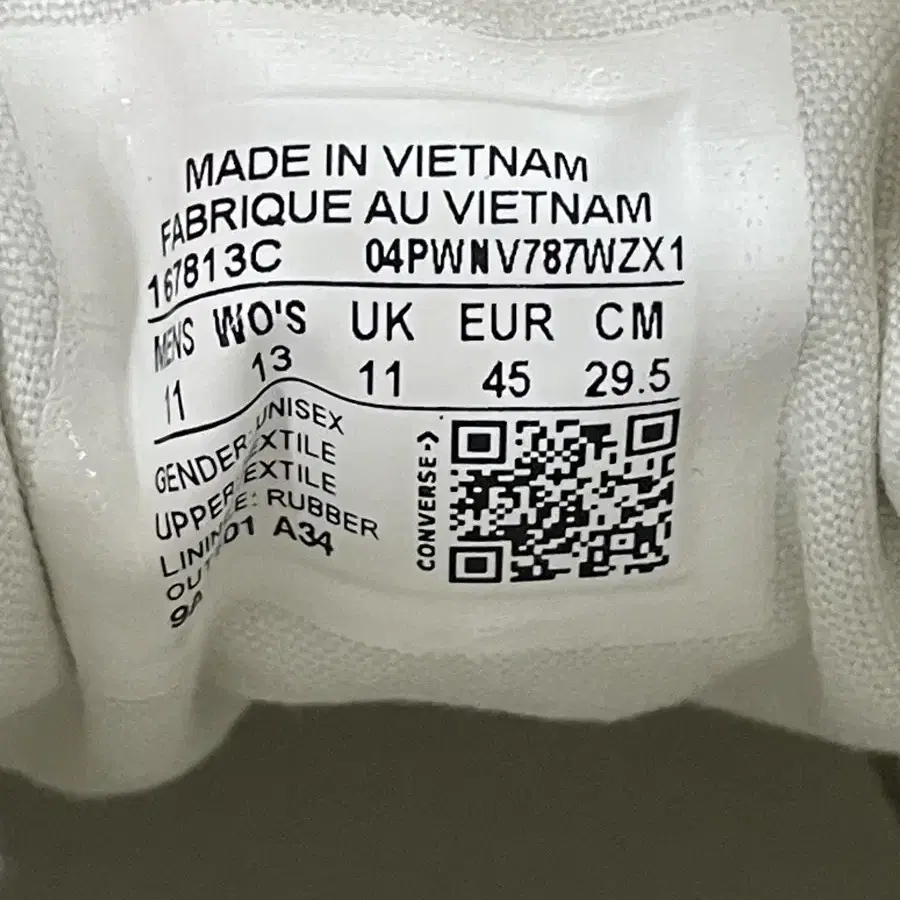 MADE IN VIETNAM
FABRIQUE AU VIETNAM
167813C 04PWNV787WZX1
MENS WO'S UK EUR CM
11 13 11 45 29.5
GENDER: UNISEX
UPPER: TEXTILE
LINING: TEXTILE
RUBBER
A34
CONVERSE->